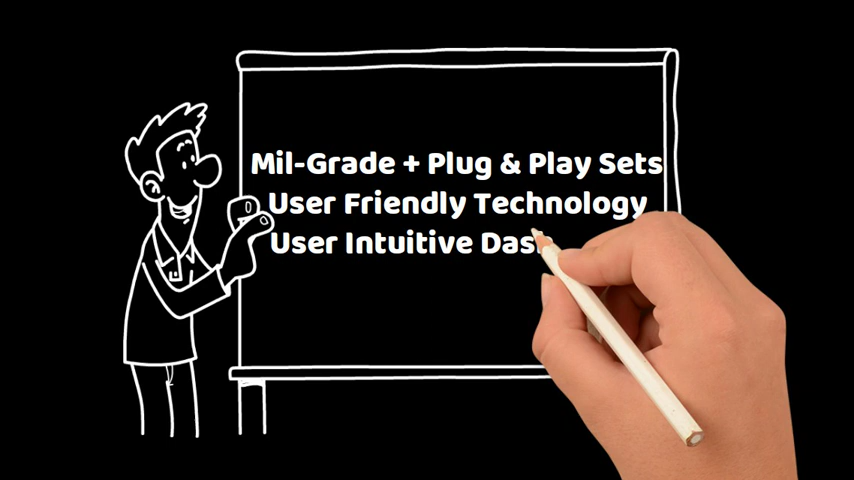 Mil-Grade + Plug & Play Sets
User Friendly Technology
User Intuitive